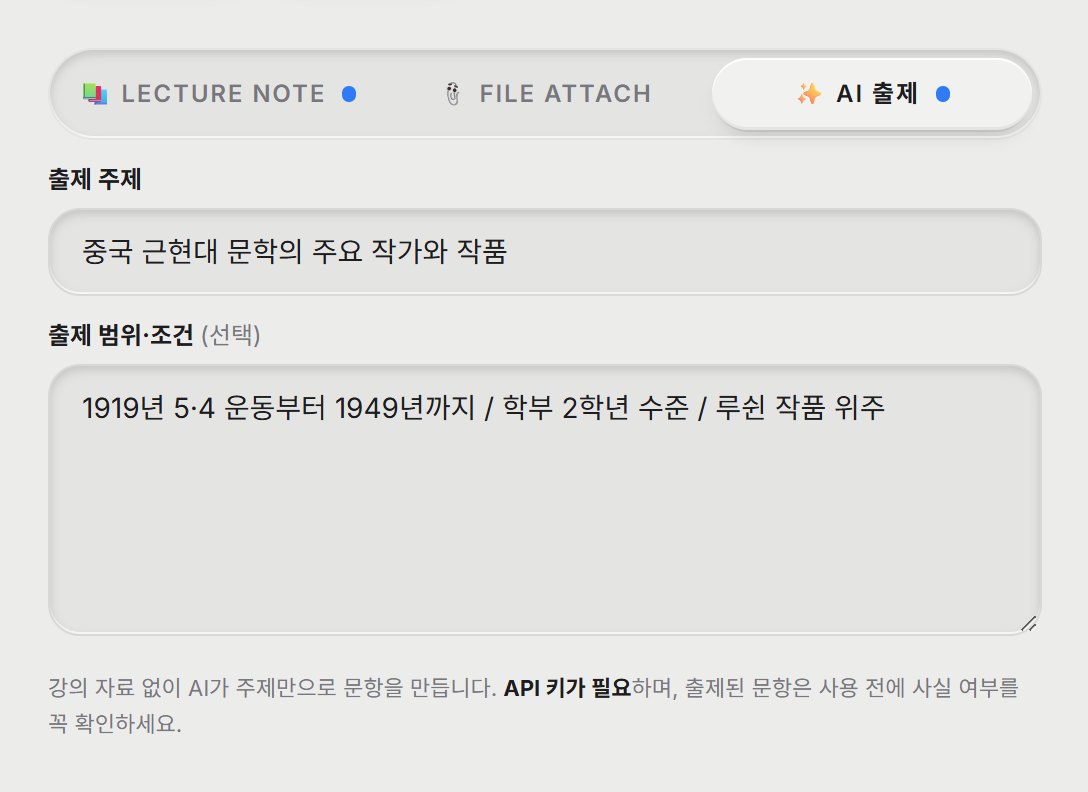 LECTURE NOTE
FILE ATTACH
AI 출제
출제 주제
중국 근현대 문학의 주요 작가와 작품
출제 범위·조건 (선택)
1919년 5·4 운동부터 1949년까지 / 학부 2학년 수준 / 루쉰 작품 위주
강의 자료 없이 AI가 주제만으로 문항을 만듭니다. API 키가 필요하며, 출제된 문항은 사용 전에 사실 여부를
꼭 확인하세요.